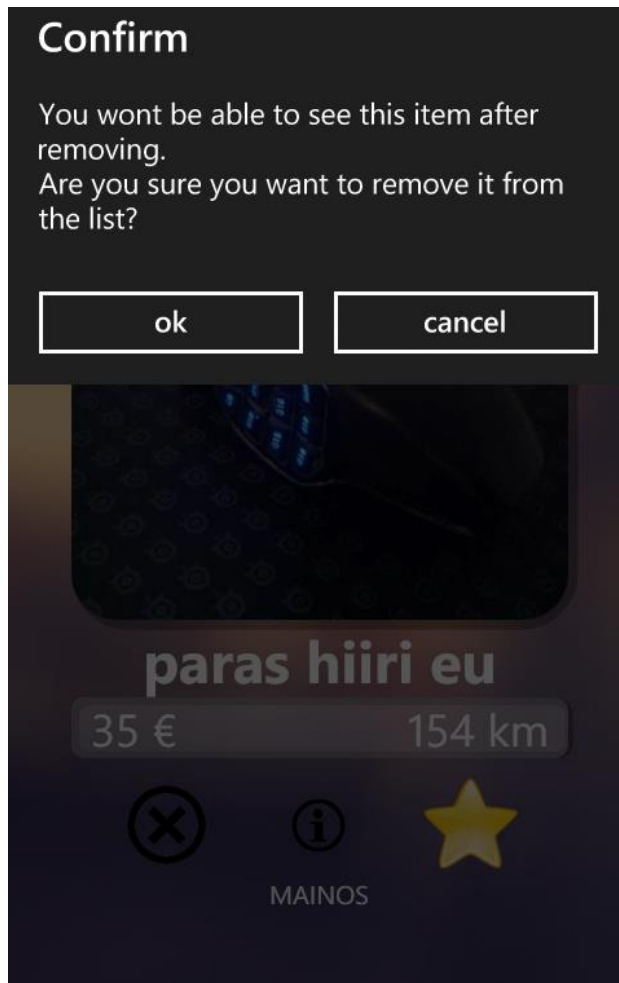 Confirm
You wont be able to see this item after
removing.
Are you sure you want to remove it from
the list?
ok
cancel
paras hiiri eu
35 €
154 km
MAINOS